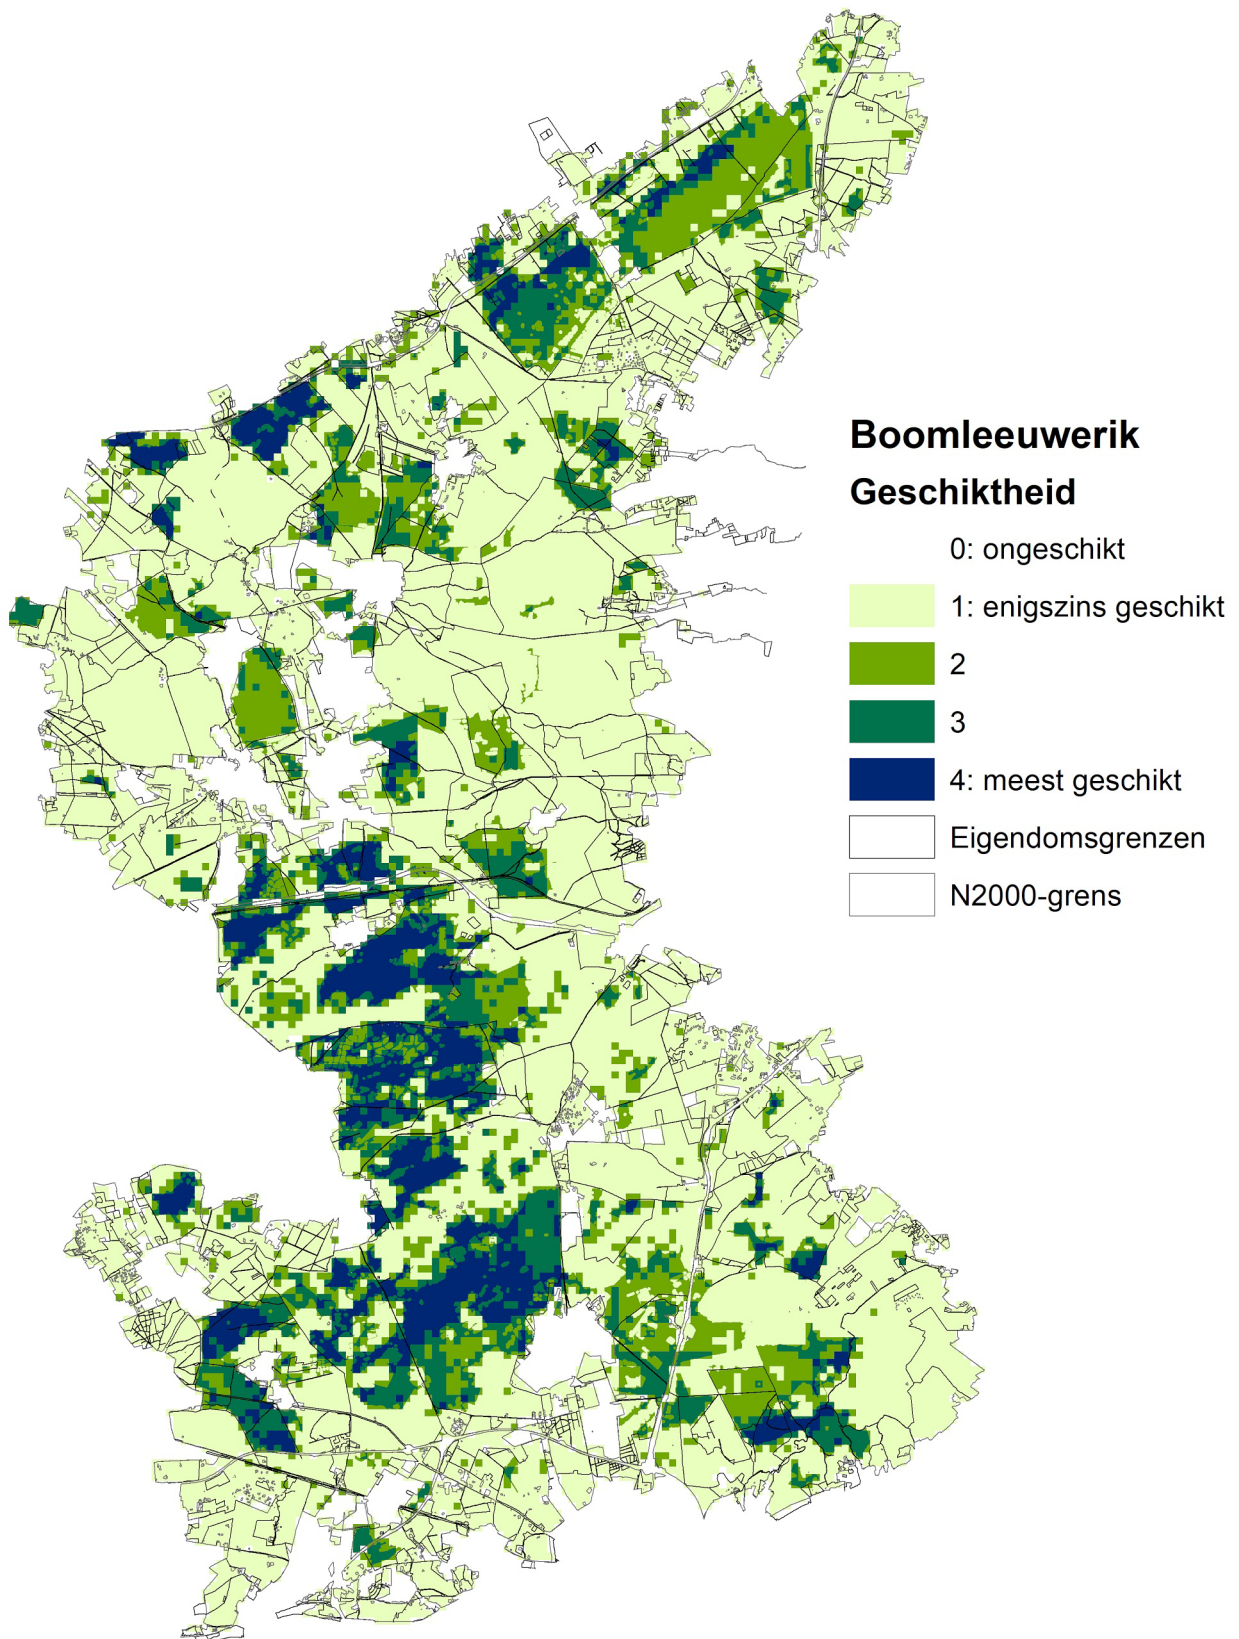 Boomleeuwerik
Geschiktheid
0: ongeschikt
1: enigszins geschikt
2
3
4: meest geschikt
Eigendomsgrenzen
N2000-grens